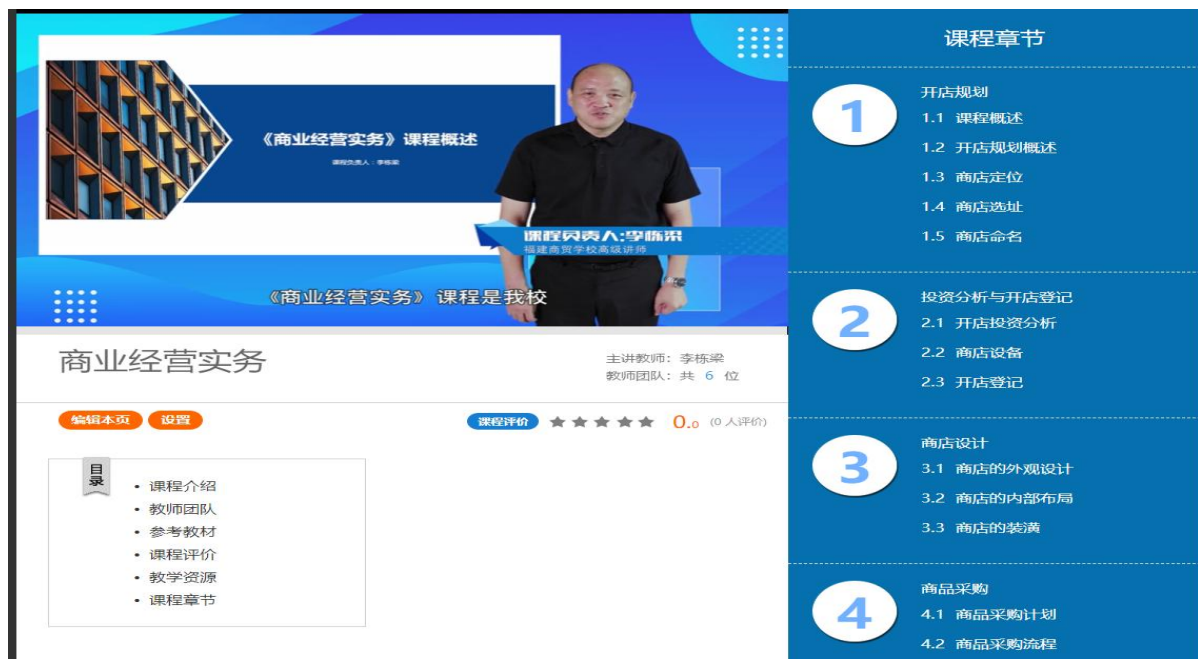 《商业经营实务》课程概述
课程负责人：李栋梁
课程负责人:李栋梁
福建商贸学校高级讲师
《商业经营实务》课程是我校
商业经营实务
主讲教师：李栋梁
教师团队：共 6 位
编辑本页 设置
课程评价 0.0 (0 人评价)
目录
• 课程介绍
• 教师团队
• 参考教材
• 课程评价
• 教学资源
• 课程章节
课程章节
1
开店规划
1.1 课程概述
1.2 开店规划概述
1.3 商店定位
1.4 商店选址
1.5 商店命名
2
投资分析与开店登记
2.1 开店投资分析
2.2 商店设备
2.3 开店登记
3
商店设计
3.1 商店的外观设计
3.2 商店的内部布局
3.3 商店的装潢
4
商品采购
4.1 商品采购计划
4.2 商品采购流程